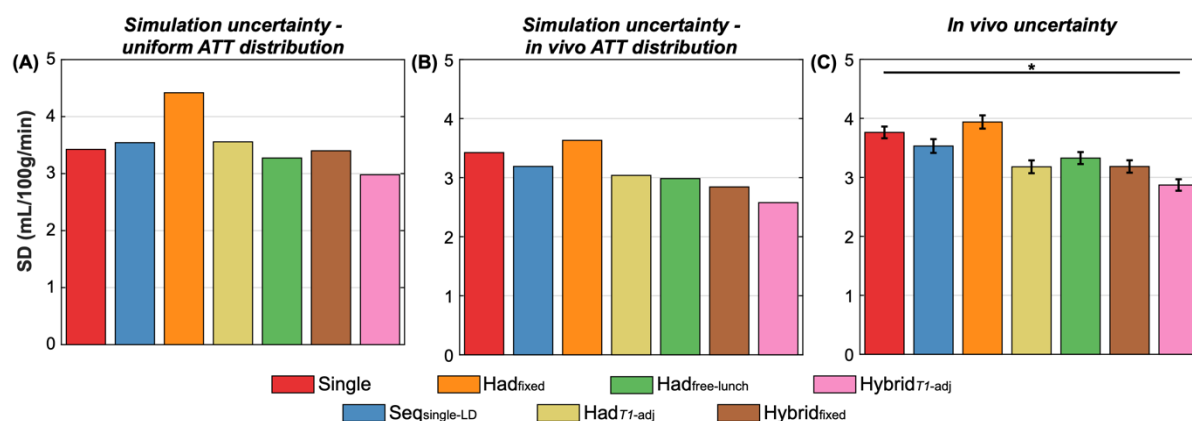 Simulation uncertainty -
uniform ATT distribution
Simulation uncertainty -
in vivo ATT distribution
In vivo uncertainty
(A)
(B)
(C)
SD (mL/100g/min)
5
4
3
2
1
0
5
4
3
2
1
0
5
4
3
2
1
0
*
Single
Hadfixed
Hadfree-lunch
HybridT1-adj
Seqsingle-LD
HadT1-adj
Hybridfixed